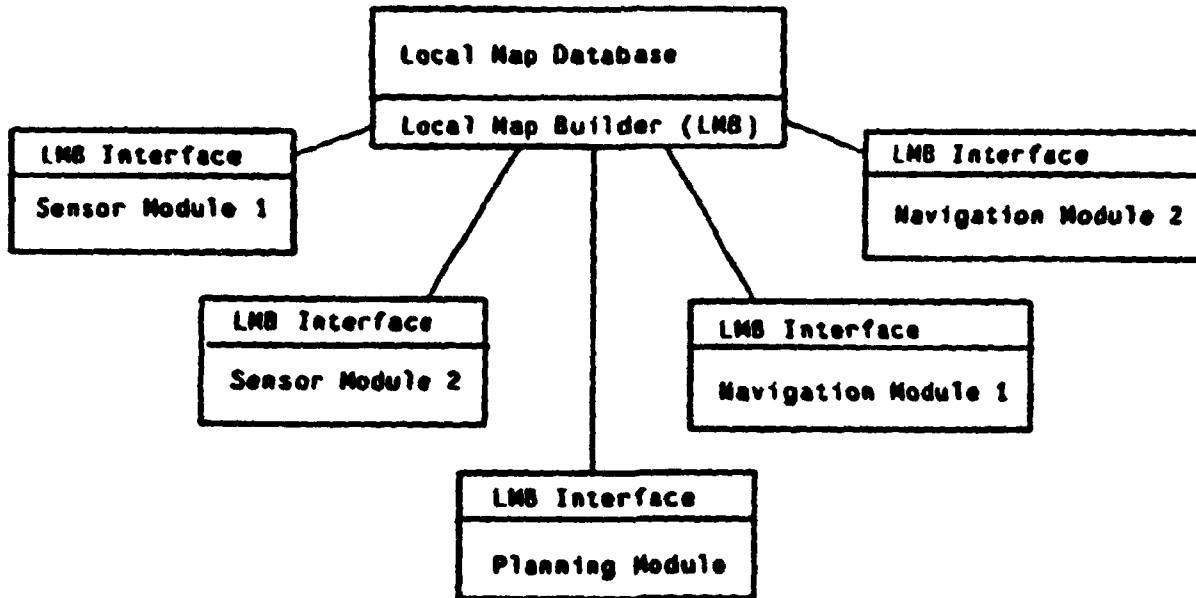 Local Map Database
Local Map Builder (LMB)
LMB Interface
Sensor Module 1
LMB Interface
Navigation Module 2
LMB Interface
Sensor Module 2
LMB Interface
Navigation Module 1
LMB Interface
Planning Module